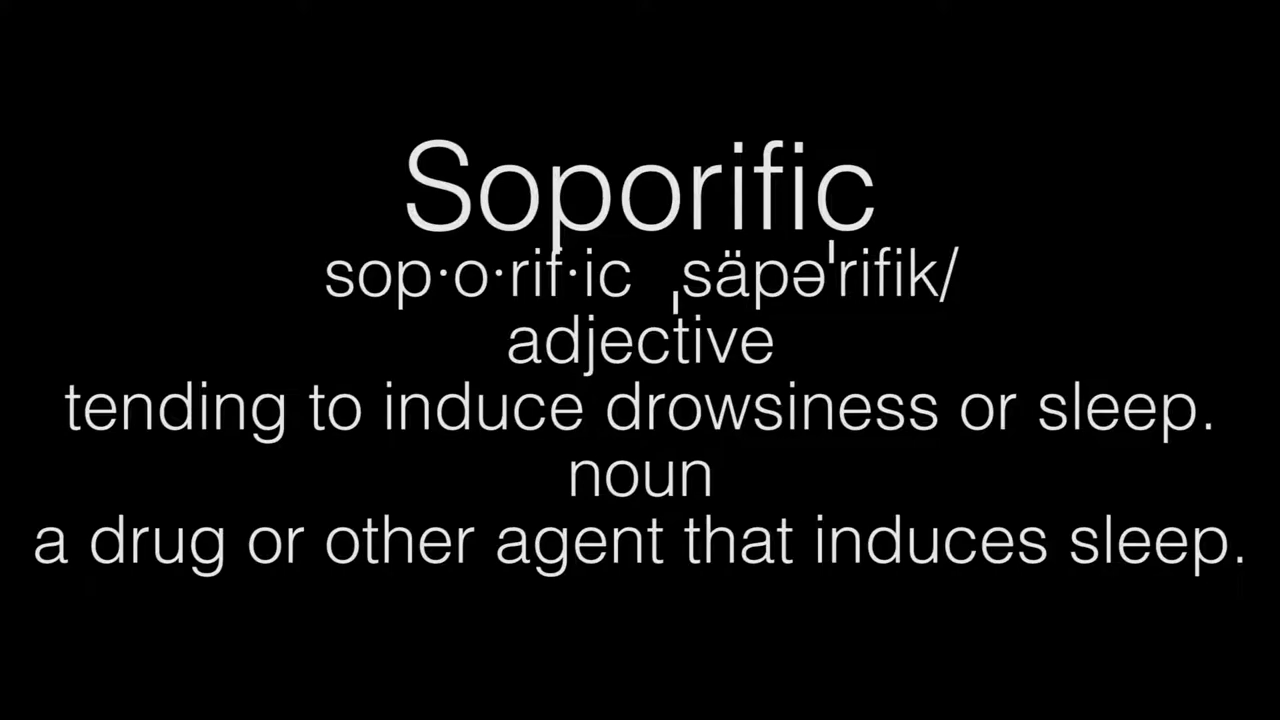 Soporific
sop·o·rif·ic ˌsäpəˈrifik/
adjective
tending to induce drowsiness or sleep.
noun
a drug or other agent that induces sleep.